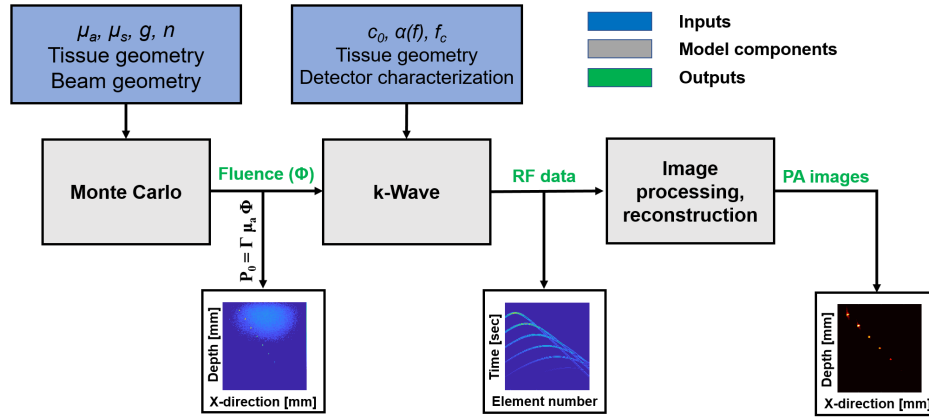 μa, μs, g, n
Tissue geometry
Beam geometry
c0, α(f), fc
Tissue geometry
Detector characterization
Inputs
Model components
Outputs
Monte Carlo
Fluence (Φ)
k-Wave
RF data
Image
processing,
reconstruction
PA images
P0 = Γ μa Φ
Depth [mm]
X-direction [mm]
Time [sec]
Element number
Depth [mm]
X-direction [mm]